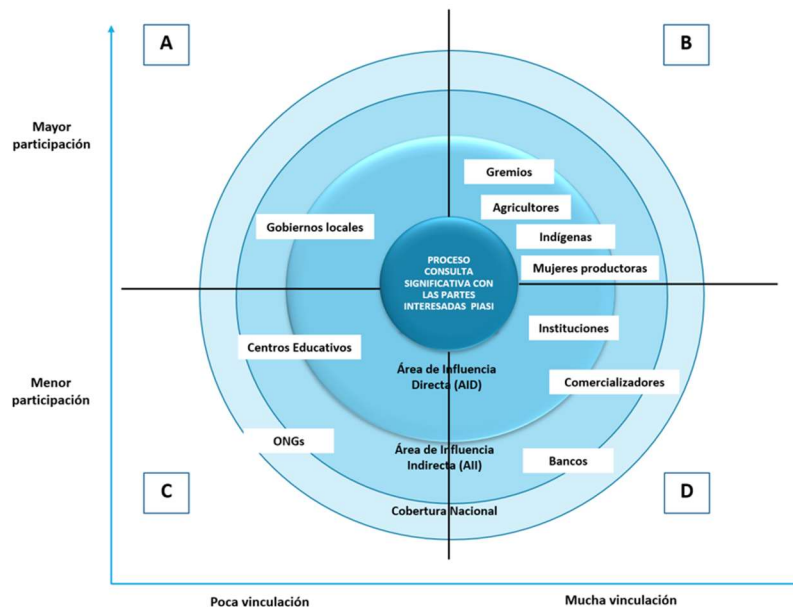 A
B
Mayor
participación
Gremios
Agricultores
Gobiernos locales
Indígenas
PROCESO
CONSULTA
SIGNIFICATIVA CON
LAS PARTES
INTERESADAS PIASI
Mujeres productoras
Instituciones
Centros Educativos
Área de Influencia
Directa (AID)
Menor
participación
Comercializadores
ONGs
Área de Influencia
Indirecta (AII)
Bancos
C
D
Cobertura Nacional
Poca vinculación
Mucha vinculación